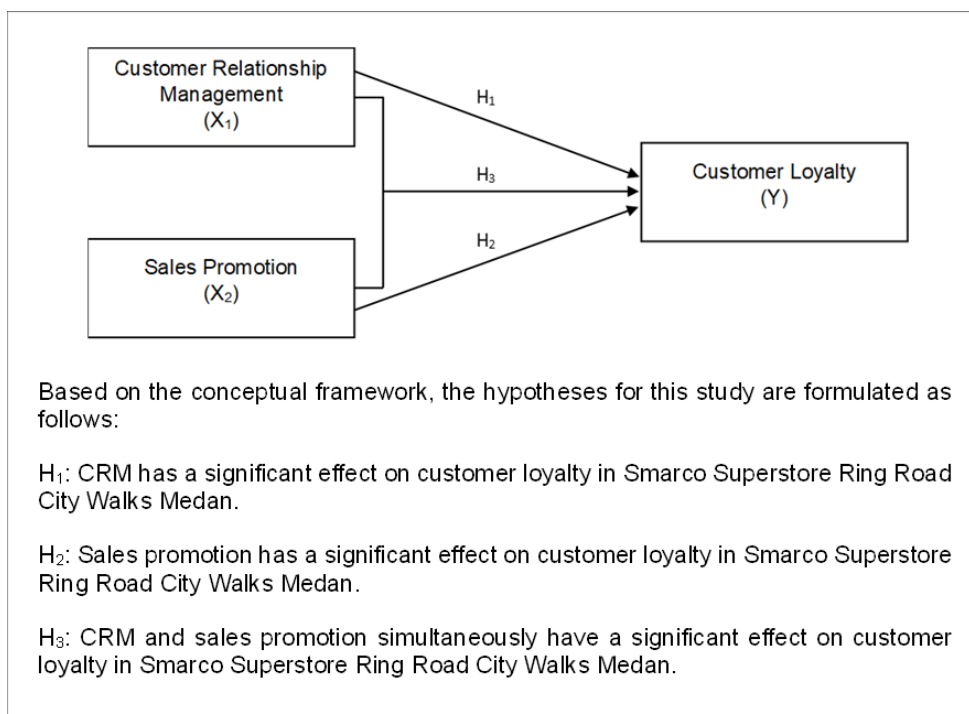 Customer Relationship
Management
(X₁)
H₁
Customer Loyalty
(Y)
H₃
Sales Promotion
(X₂)
H₂
Based on the conceptual framework, the hypotheses for this study are formulated as
follows:
H₁: CRM has a significant effect on customer loyalty in Smarco Superstore Ring Road
City Walks Medan.
H₂: Sales promotion has a significant effect on customer loyalty in Smarco Superstore
Ring Road City Walks Medan.
H₃: CRM and sales promotion simultaneously have a significant effect on customer
loyalty in Smarco Superstore Ring Road City Walks Medan.